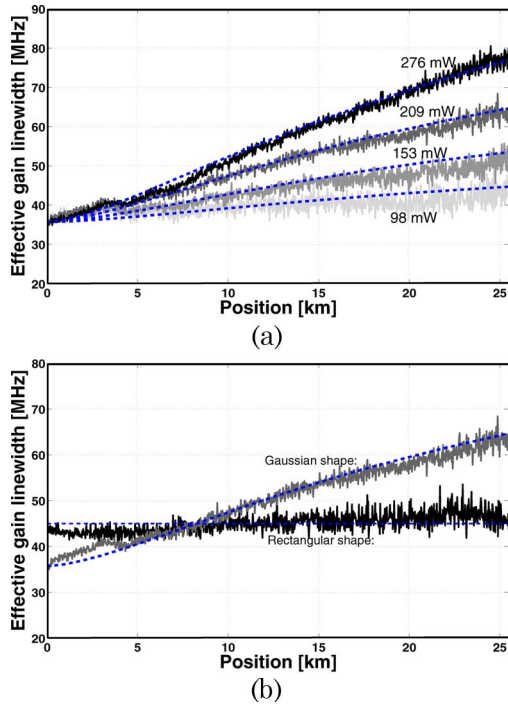 Effective gain linewidth [MHz]
90
80
70
60
50
40
30
20
276 mW
209 mW
153 mW
98 mW
0
5
10
15
20
25
Position [km]
(a)
Effective gain linewidth [MHz]
80
70
60
50
40
30
20
Gaussian shape:
Rectangular shape:
0
5
10
15
20
25
Position [km]
(b)